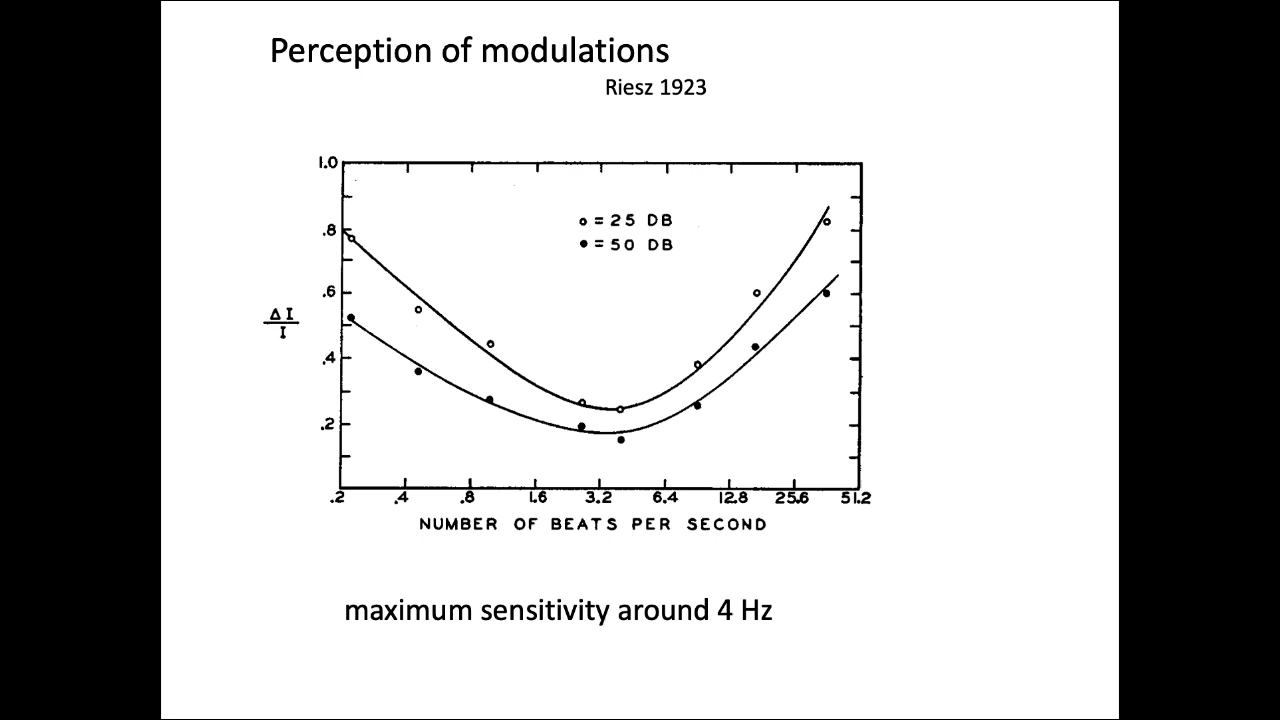 Perception of modulations
Riesz 1923
1.0
.8
.6
.4
.2
ΔI
I
o = 25 DB
● = 50 DB
.2 .4 .8 1.6 3.2 6.4 12.8 25.6 51.2
NUMBER OF BEATS PER SECOND
maximum sensitivity around 4 Hz